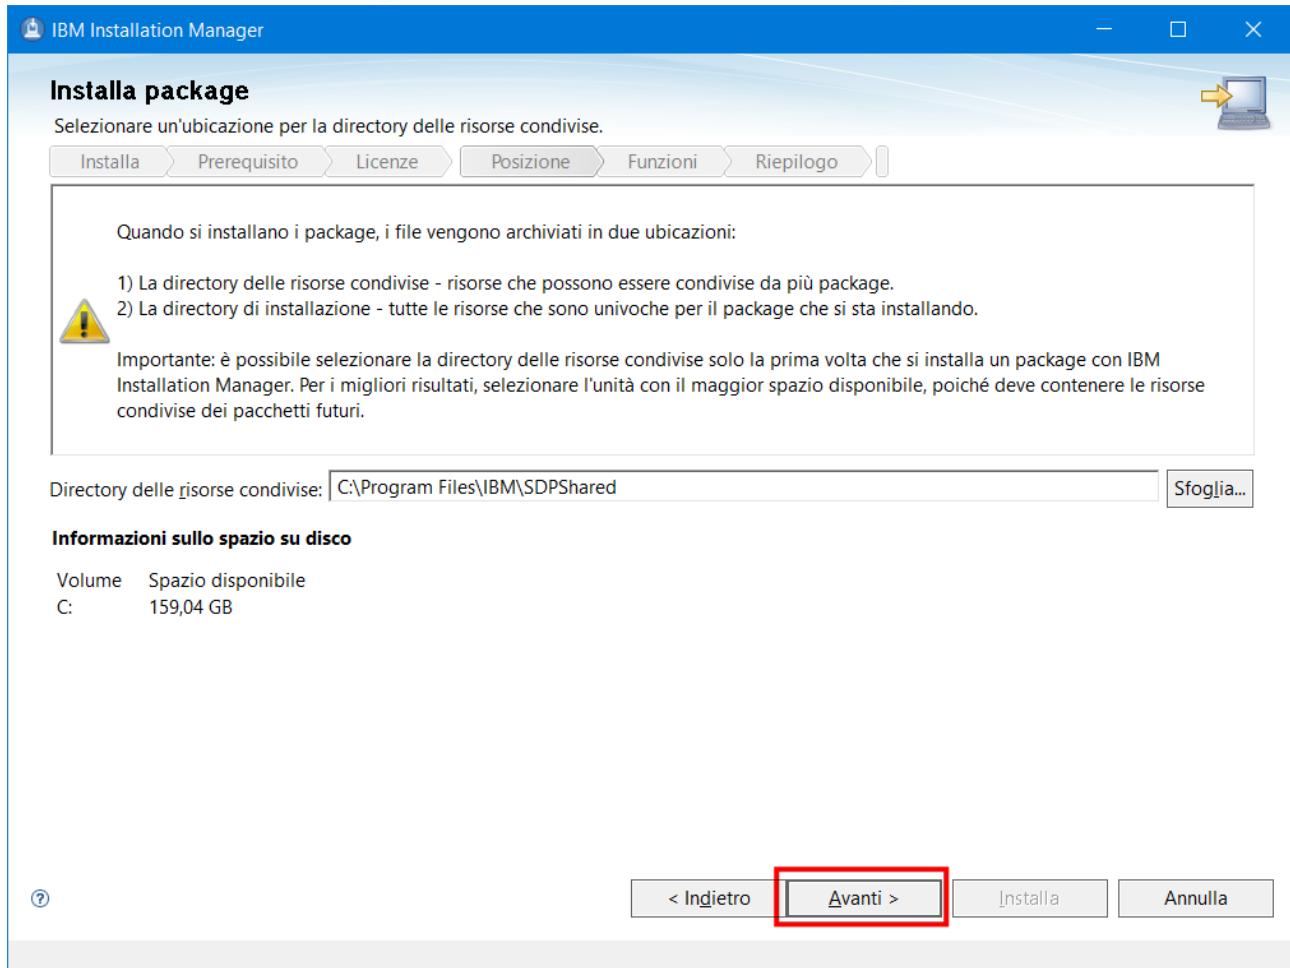 IBM Installation Manager
Installa package
Selezionare un'ubicazione per la directory delle risorse condivise.
Installa Prerequisito Licenze Posizione Funzioni Riepilogo
Quando si installano i package, i file vengono archiviati in due ubicazioni:
1) La directory delle risorse condivise - risorse che possono essere condivise da più package.
2) La directory di installazione - tutte le risorse che sono univoche per il package che si sta installando.
Importante: è possibile selezionare la directory delle risorse condivise solo la prima volta che si installa un package con IBM
Installation Manager. Per i migliori risultati, selezionare l'unità con il maggior spazio disponibile, poiché deve contenere le risorse
condivise dei pacchetti futuri.
Directory delle risorse condivise: C:\Program Files\IBM\SDPShared Sfoglia...
Informazioni sullo spazio su disco
Volume Spazio disponibile
C: 159,04 GB
? < Indietro Avanti > Installa Annulla